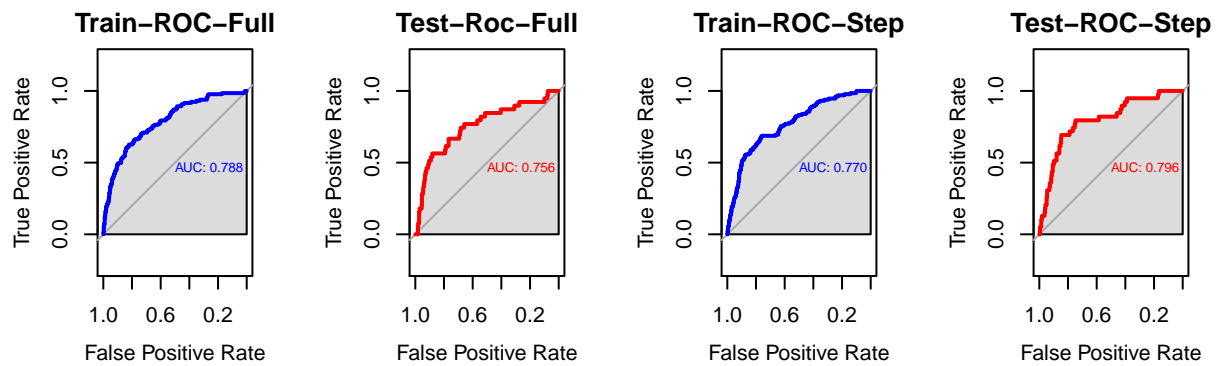 Train−ROC−Full
True Positive Rate
0.0 0.5 1.0
AUC: 0.788
1.0 0.6 0.2
False Positive Rate
Test−Roc−Full
True Positive Rate
0.0 0.5 1.0
AUC: 0.756
1.0 0.6 0.2
False Positive Rate
Train−ROC−Step
True Positive Rate
0.0 0.5 1.0
AUC: 0.770
1.0 0.6 0.2
False Positive Rate
Test−ROC−Step
True Positive Rate
0.0 0.5 1.0
AUC: 0.796
1.0 0.6 0.2
False Positive Rate